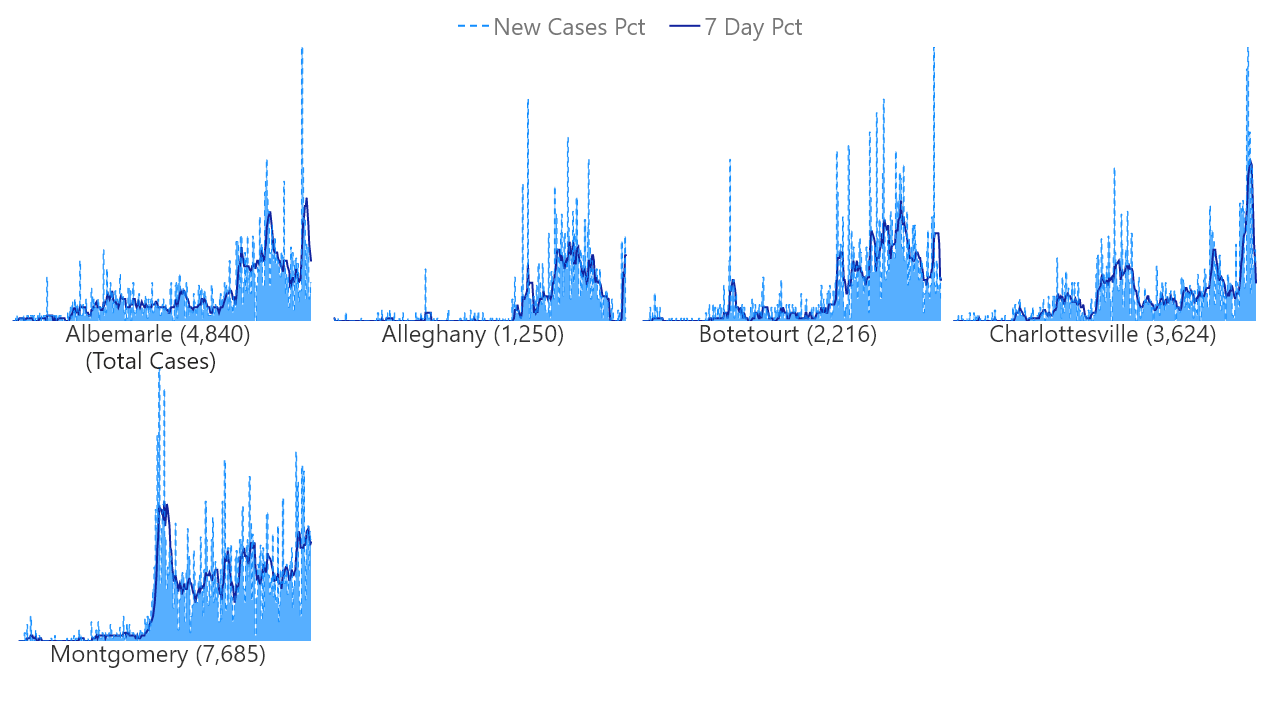 New Cases Pct 7 Day Pct
Albemarle (4,840)
(Total Cases)
Alleghany (1,250)
Botetourt (2,216)
Charlottesville (3,624)
Montgomery (7,685)